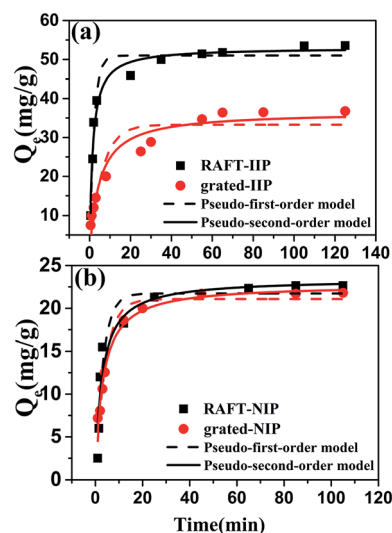 (a)
60
50
40
30
20
10
0
Qe(mg/g)
RAFT-IIP
grated-IIP
Pseudo-first-order model
Pseudo-second-order model
0 20 40 60 80 100 120 140
(b)
25
20
15
10
5
0
Qe(mg/g)
RAFT-NIP
grated-NIP
Pseudo-first-order model
Pseudo-second-order model
0 20 40 60 80 100 120
Time(min)